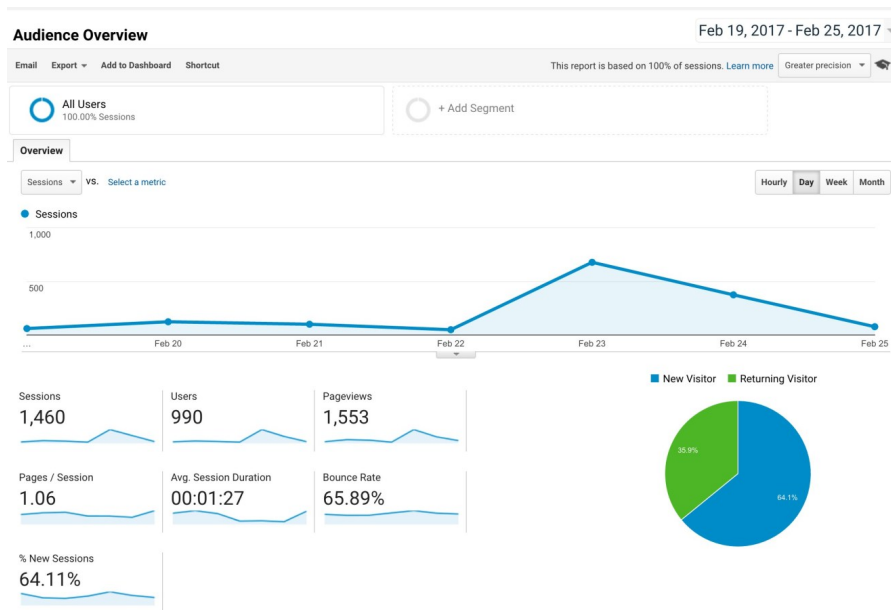 Audience Overview
Feb 19, 2017 - Feb 25, 2017
Email Export Add to Dashboard Shortcut
This report is based on 100% of sessions. Learn more Greater precision
All Users
100.00% Sessions
+ Add Segment
Overview
Sessions VS. Select a metric
Hourly Day Week Month
Sessions
1,000
500
... Feb 20 Feb 21 Feb 22 Feb 23 Feb 24 Feb 25
New Visitor Returning Visitor
Sessions
1,460
Users
990
Pageviews
1,553
35.9%
64.1%
Pages / Session
1.06
Avg. Session Duration
00:01:27
Bounce Rate
65.89%
% New Sessions
64.11%